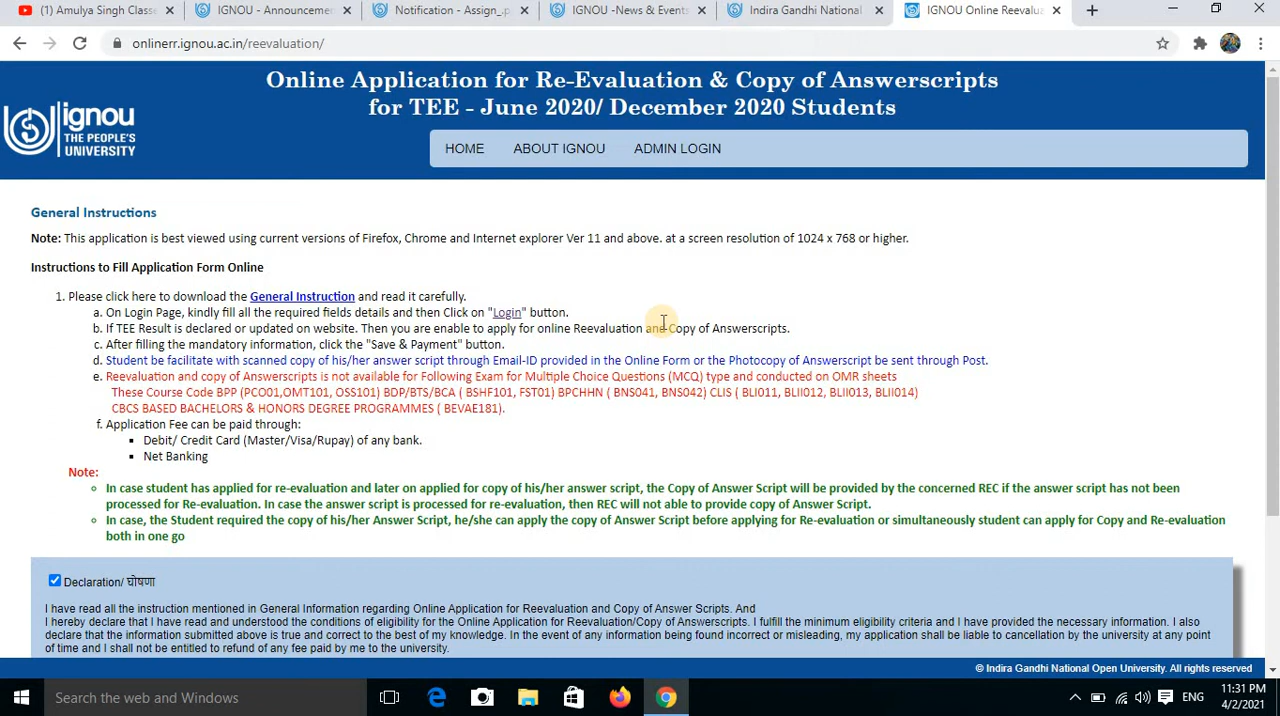 (1) Amulya Singh Classe
IGNOU - Announcemen
Notification - Assign_.p
IGNOU -News & Events
Indira Gandhi National
IGNOU Online Reevalua
onlinerr.ignou.ac.in/reevaluation/
Online Application for Re-Evaluation & Copy of Answerscripts
for TEE - June 2020/ December 2020 Students
ignou
THE PEOPLE'S
UNIVERSITY
HOME ABOUT IGNOU ADMIN LOGIN
General Instructions
Note: This application is best viewed using current versions of Firefox, Chrome and Internet explorer Ver 11 and above. at a screen resolution of 1024 x 768 or higher.
Instructions to Fill Application Form Online
1. Please click here to download the General Instruction and read it carefully.
a. On Login Page, kindly fill all the required fields details and then Click on "Login" button.
b. If TEE Result is declared or updated on website. Then you are enable to apply for online Reevaluation and Copy of Answerscripts.
c. After filling the mandatory information, click the "Save & Payment" button.
d. Student be facilitate with scanned copy of his/her answer script through Email-ID provided in the Online Form or the Photocopy of Answerscript be sent through Post.
e. Reevaluation and copy of Answerscripts is not available for Following Exam for Multiple Choice Questions (MCQ) type and conducted on OMR sheets
These Course Code BPP (PCO01,OMT101, OSS101) BDP/BTS/BCA ( BSHF101, FST01) BPCHHN ( BNS041, BNS042) CLIS ( BLI011, BLII012, BLII013, BLII014)
CBCS BASED BACHELORS & HONORS DEGREE PROGRAMMES ( BEVAE181).
f. Application Fee can be paid through:
Debit/ Credit Card (Master/Visa/Rupay) of any bank.
Net Banking
Note:
In case student has applied for re-evaluation and later on applied for copy of his/her answer script, the Copy of Answer Script will be provided by the concerned REC if the answer script has not been
processed for Re-evaluation. In case the answer script is processed for re-evaluation, then REC will not able to provide copy of Answer Script.
In case, the Student required the copy of his/her Answer Script, he/she can apply the copy of Answer Script before applying for Re-evaluation or simultaneously student can apply for Copy and Re-evaluation
both in one go
Declaration/ घोषणा
I have read all the instruction mentioned in General Information regarding Online Application for Reevaluation and Copy of Answer Scripts. And
I hereby declare that I have read and understood the conditions of eligibility for the Online Application for Reevaluation/Copy of Answerscripts. I fulfill the minimum eligibility criteria and I have provided the necessary information. I also
declare that the information submitted above is true and correct to the best of my knowledge. In the event of any information being found incorrect or misleading, my application shall be liable to cancellation by the university at any point
of time and I shall not be entitled to refund of any fee paid by me to the university.
© Indira Gandhi National Open University. All rights reserved
Search the web and Windows
ENG
11:31 PM
4/2/2021